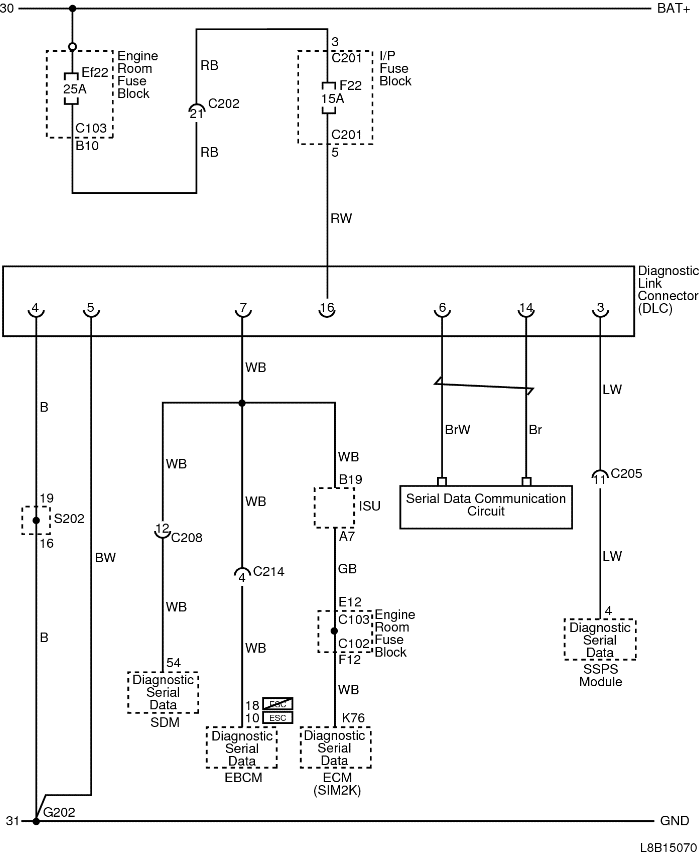 30 BAT+
Engine
Room
Fuse
Block
Ef22
25A
C103
B10
RB
C202
21
RB
3
C201
I/P
Fuse
Block
F22
15A
C201
5
RW
Diagnostic
Link
Connector
(DLC)
4 5 7 16 6 14 3
B
19
S202
16
B
BW
WB
WB
12
C208
WB
54
Diagnostic
Serial
Data
SDM
WB
C214
4
WB
18 ESC
10 ESC
Diagnostic
Serial
Data
EBCM
WB
B19
ISU
A7
GB
E12
C103
C102
F12
Engine
Room
Fuse
Block
WB
K76
Diagnostic
Serial
Data
ECM
(SIM2K)
BrW
Br
Serial Data Communication
Circuit
LW
C205
11
LW
4
Diagnostic
Serial
Data
SSPS
Module
G202
31 GND
L8B15070